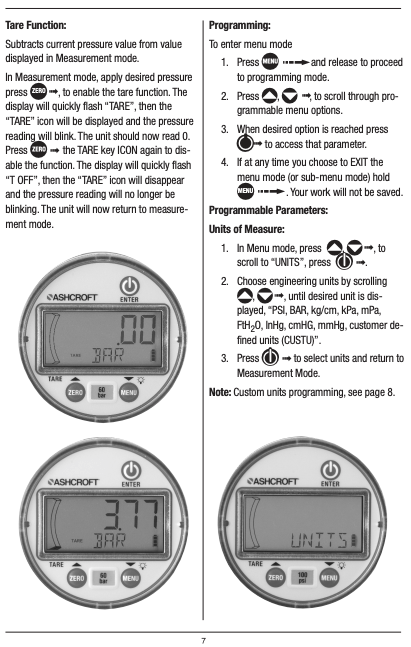 Tare Function:
Subtracts current pressure value from value
displayed in Measurement mode.
In Measurement mode, apply desired pressure
press ZERO ➟, to enable the tare function. The
display will quickly flash “TARE”, then the
“TARE” icon will be displayed and the pressure
reading will blink. The unit should now read 0.
Press ZERO ➟ the TARE key ICON again to dis-
able the function. The display will quickly flash
“T OFF”, then the “TARE” icon will disappear
and the pressure reading will no longer be
blinking. The unit will now return to measure-
ment mode.
ASHCROFT
ENTER
.00
TARE
BAR
TARE
ZERO
60
bar
MENU
ASHCROFT
ENTER
3.77
TARE
BAR
TARE
ZERO
60
bar
MENU
Programming:
To enter menu mode
1. Press MENU and release to proceed
to programming mode.
2. Press , ➟, to scroll through pro-
grammable menu options.
3. When desired option is reached press
to access that parameter.
4. If at any time you choose to EXIT the
menu mode (or sub-menu mode) hold
MENU . Your work will not be saved.
Programmable Parameters:
Units of Measure:
1. In Menu mode, press , ➟, to
scroll to “UNITS”, press ➟.
2. Choose engineering units by scrolling
, ➟, until desired unit is dis-
played, “PSI, BAR, kg/cm, kPa, mPa,
FtH2O, InHg, cmHG, mmHg, customer de-
fined units (CUSTU)”.
3. Press ➟ to select units and return to
Measurement Mode.
Note: Custom units programming, see page 8.
ASHCROFT
ENTER
UNITS
TARE
ZERO
100
psi
MENU
7